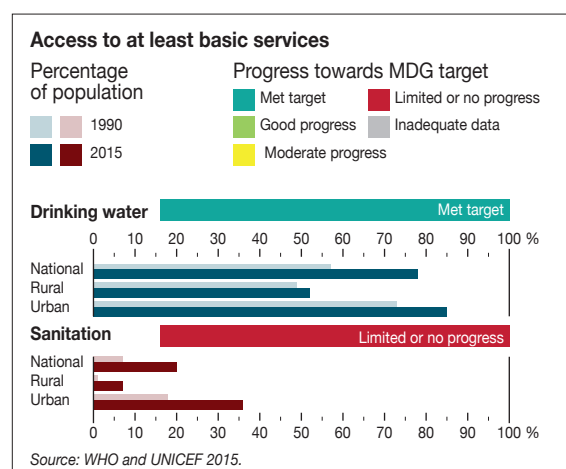 Access to at least basic services
Percentage of population
Progress towards MDG target
1990
2015
Met target
Limited or no progress
Good progress
Inadequate data
Moderate progress
Drinking water
Met target
0 10 20 30 40 50 60 70 80 90 100 %
National
Rural
Urban
Sanitation
Limited or no progress
National
Rural
Urban
0 10 20 30 40 50 60 70 80 90 100 %
Source: WHO and UNICEF 2015.